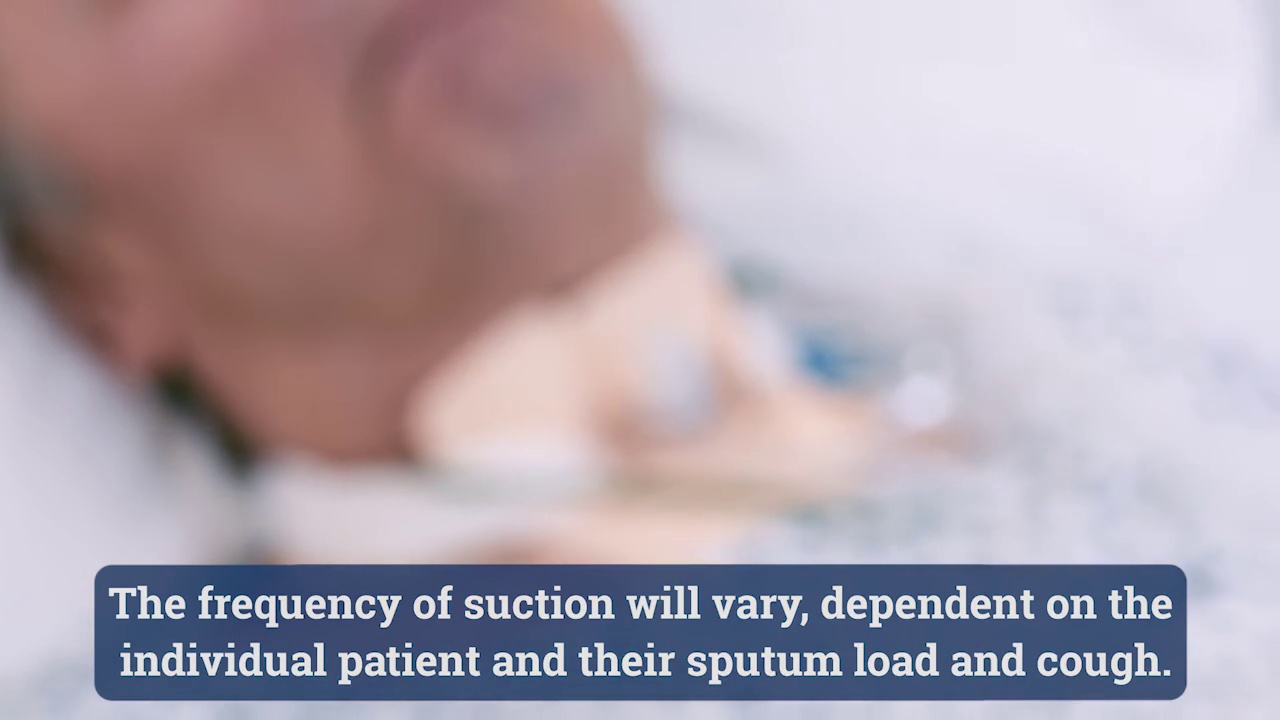 The frequency of suction will vary, dependent on the
individual patient and their sputum load and cough.